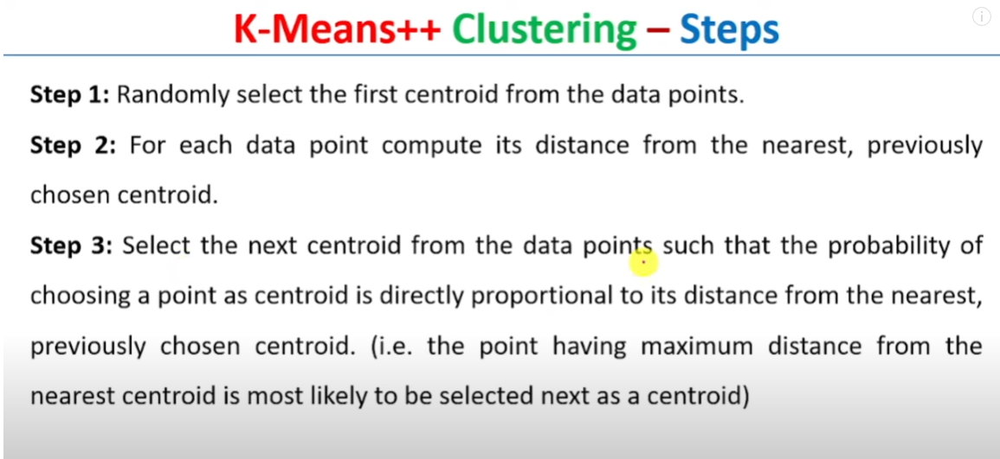 K-Means++ Clustering – Steps
Step 1: Randomly select the first centroid from the data points.
Step 2: For each data point compute its distance from the nearest, previously
chosen centroid.
Step 3: Select the next centroid from the data points such that the probability of
choosing a point as centroid is directly proportional to its distance from the nearest,
previously chosen centroid. (i.e. the point having maximum distance from the
nearest centroid is most likely to be selected next as a centroid)